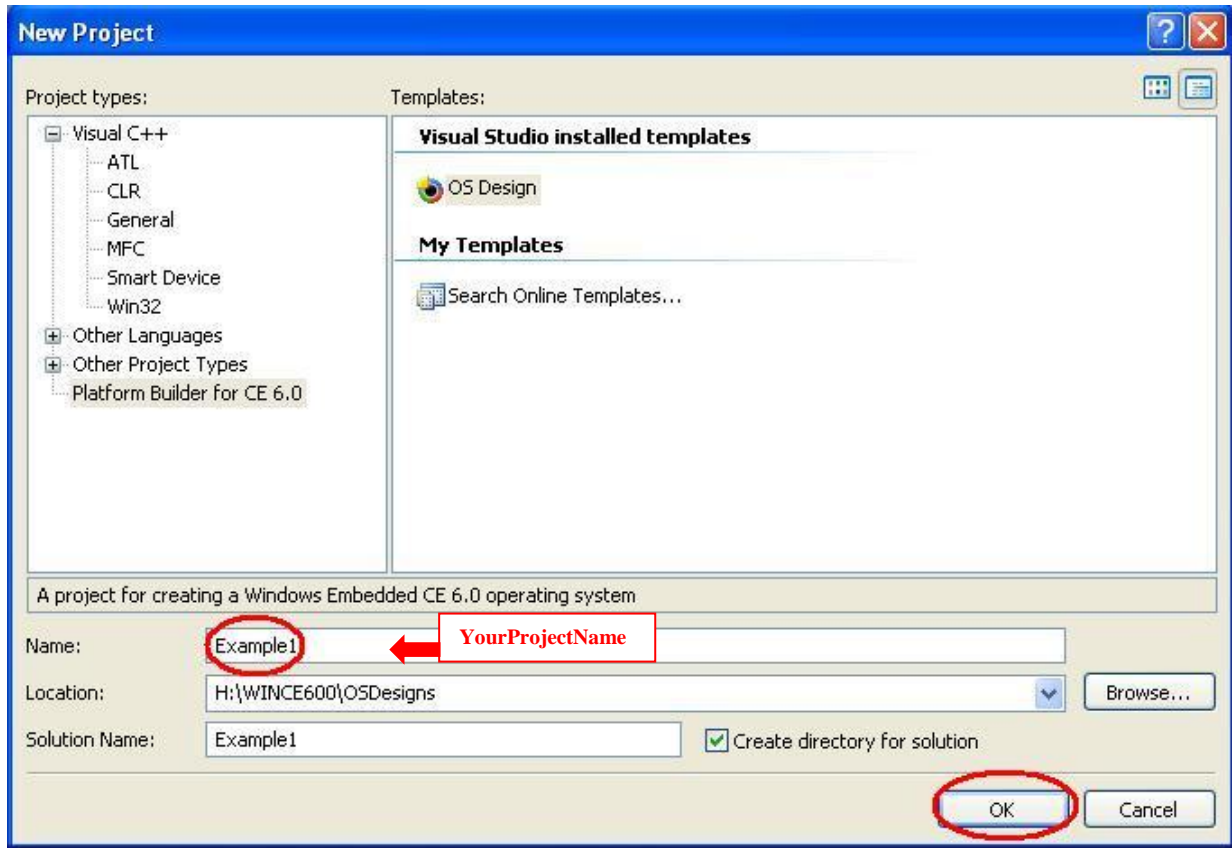 New Project
Project types:
Templates:
Visual C++
ATL
CLR
General
MFC
Smart Device
Win32
Other Languages
Other Project Types
Platform Builder for CE 6.0
Visual Studio installed templates
OS Design
My Templates
Search Online Templates...
A project for creating a Windows Embedded CE 6.0 operating system
Name:
Example1
YourProjectName
Location:
H:\WINCE600\OSDesigns
Browse...
Solution Name:
Example1
Create directory for solution
OK
Cancel